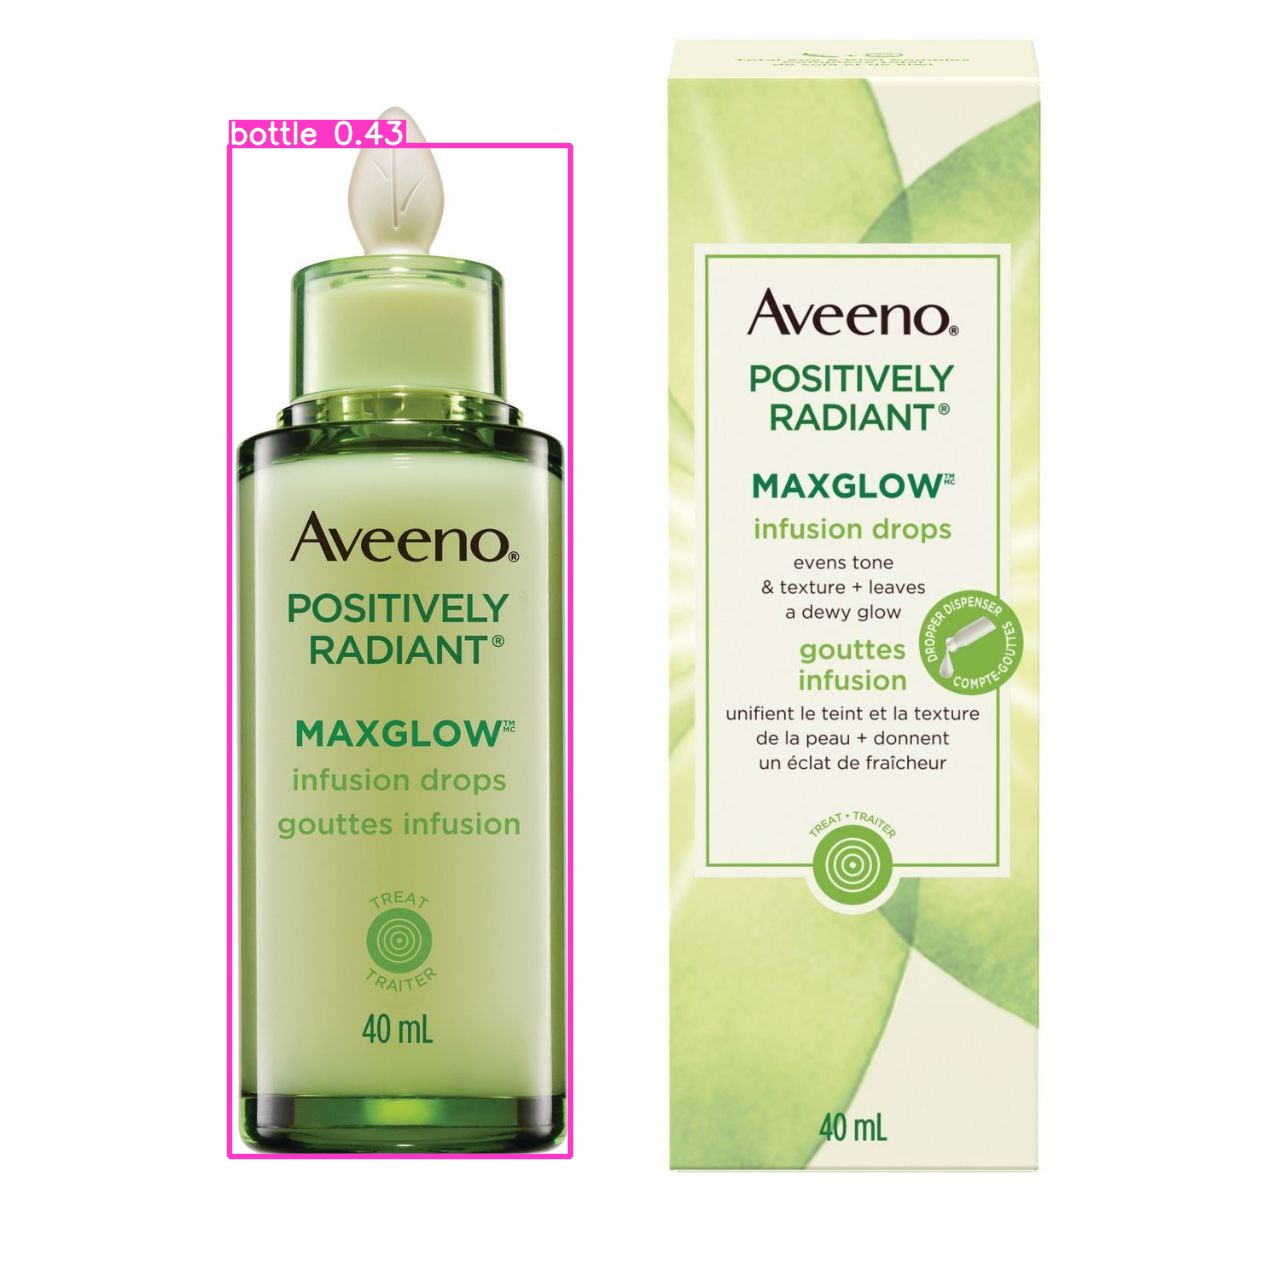 bottle 0.43
Aveeno®
POSITIVELY
RADIANT®
MAXGLOW™ MC
infusion drops
gouttes infusion
TREAT
TRAITER
40 mL
Aveeno®
POSITIVELY
RADIANT®
MAXGLOW™ MC
infusion drops
evens tone
& texture + leaves
a dewy glow
gouttes
infusion
DROPPER DISPENSER
COMPTE-GOUTTES
unifient le teint et la texture
de la peau + donnent
un éclat de fraîcheur
TREAT • TRAITER
40 mL